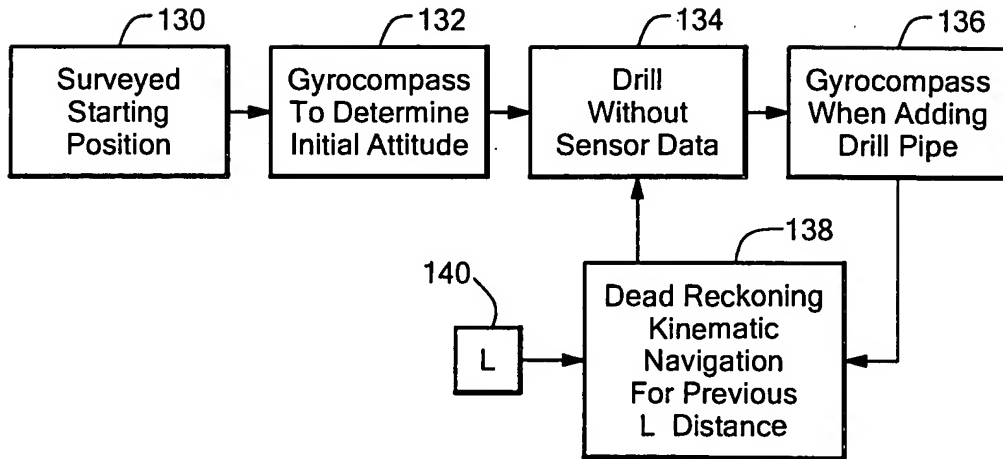 130
Surveyed
Starting
Position
132
Gyrocompass
To Determine
Initial Attitude
134
Drill
Without
Sensor Data
136
Gyrocompass
When Adding
Drill Pipe
138
Dead Reckoning
Kinematic
Navigation
For Previous
L Distance
140
L